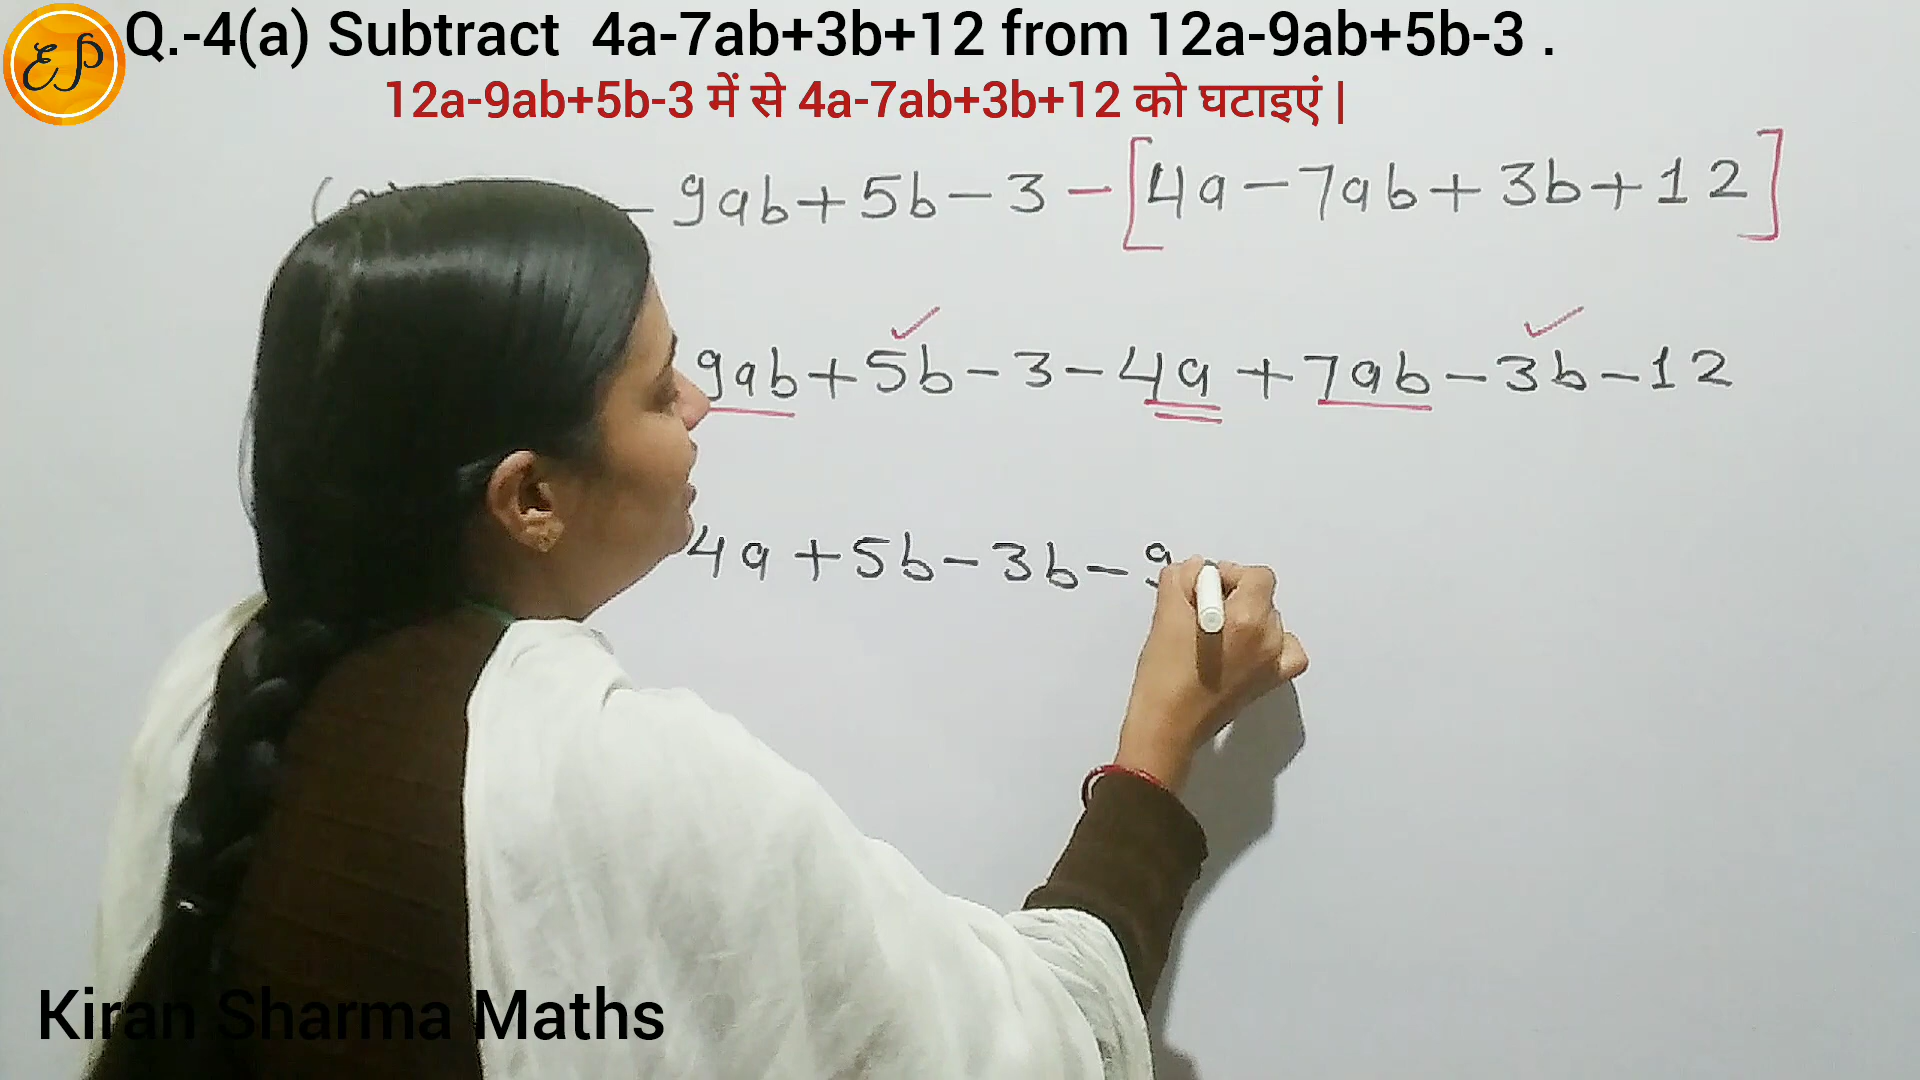 EP
Q.-4(a) Subtract 4a-7ab+3b+12 from 12a-9ab+5b-3 .
12a-9ab+5b-3 में से 4a-7ab+3b+12 को घटाइएं |
- 9ab + 5b - 3 - [4a - 7ab + 3b + 12]
9ab + 5b - 3 - 4a + 7ab - 3b - 12
4a + 5b - 3b - 9
Kiran Sharma Maths